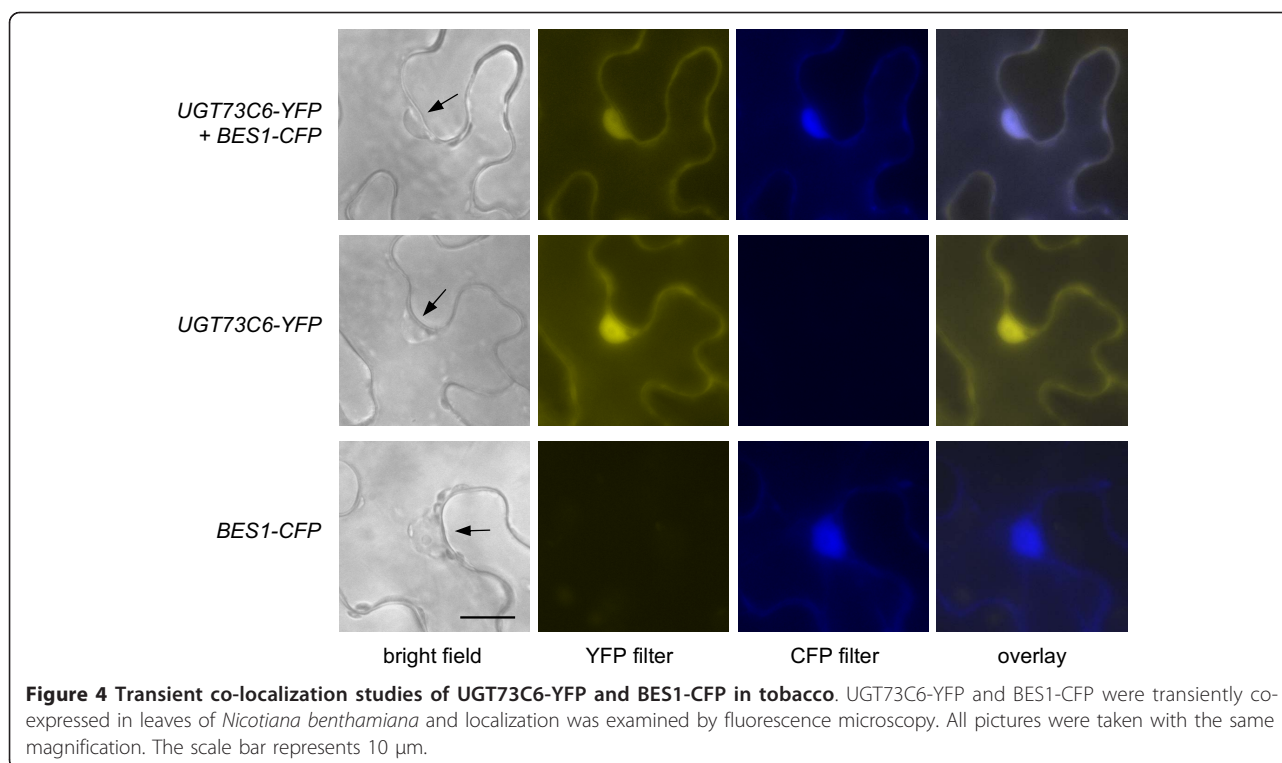 UGT73C6-YFP
+ BES1-CFP
UGT73C6-YFP
BES1-CFP
bright field YFP filter CFP filter overlay
Figure 4 Transient co-localization studies of UGT73C6-YFP and BES1-CFP in tobacco. UGT73C6-YFP and BES1-CFP were transiently co-
expressed in leaves of Nicotiana benthamiana and localization was examined by fluorescence microscopy. All pictures were taken with the same
magnification. The scale bar represents 10 μm.